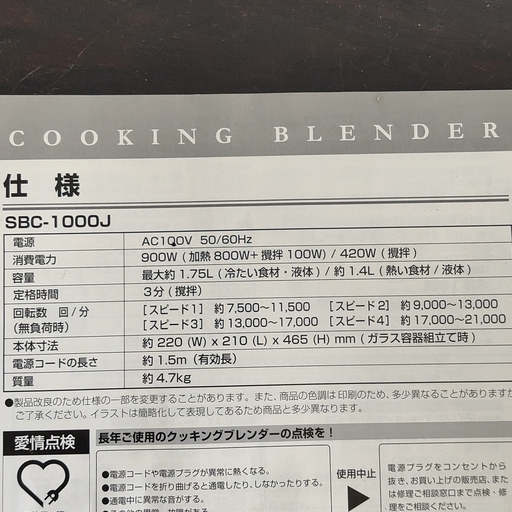 COOKING BLENDER
仕 様
SBC-1000J
電源 AC100V 50/60Hz
消費電力 900W ( 加熱 800W+ 攪拌 100W) / 420W ( 攪拌 )
容量 最大約 1.75L ( 冷たい食材・液体 ) / 約 1.4L ( 熱い食材 / 液体 )
定格時間 3分 ( 攪拌 )
回転数 回 / 分 [ スピード1 ] 約 7,500〜11,500 [ スピード2 ] 約 9,000〜13,000
(無負荷時) [ スピード3 ] 約 13,000〜17,000 [ スピード4 ] 約 17,000〜21,000
本体寸法 約 220 (W) x 210 (L) x 465 (H) mm ( ガラス容器組立て時 )
電源コードの長さ 約 1.5m ( 有効長 )
質量 約 4.7kg
●製品改良のため仕様の一部を変更することがあります。また、商品の色調は印刷のため、多少異なることがありますが
ご了承ください。イラストは簡略化して表現してあるため商品と多少異なります。
愛情点検 長年ご使用のクッキングブレンダーの点検を！
●電源コードや電源プラグが異常に熱くなる。
●電源コードを折り曲げると通電したり、しなかったりする。
●通電中に異常な音がする。
使用中止
電源プラグをコンセントから
抜き、お買い上げの販売店、または
修理ご相談窓口まで点検・修
理をご相談ください。